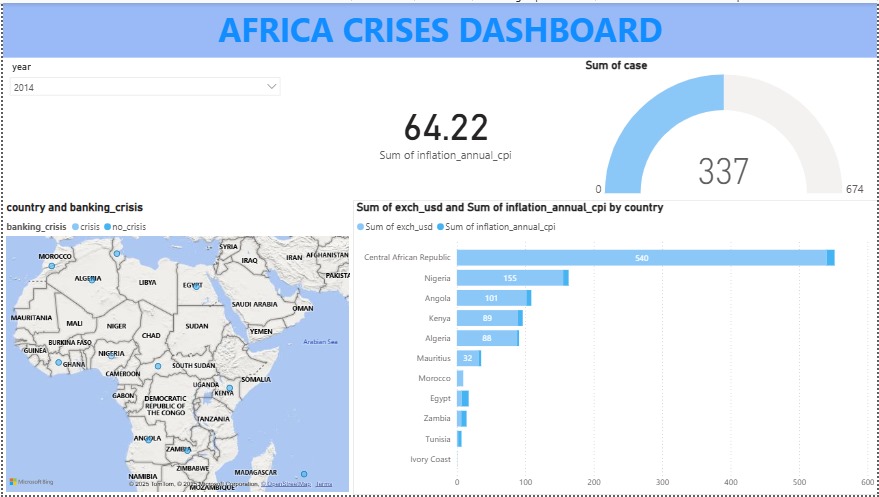 AFRICA CRISES DASHBOARD
year
2014
64.22
Sum of inflation_annual_cpi
Sum of case
337
0
674
country and banking_crisis
banking_crisis crisis no_crisis
SYRIA
MOROCCO
IRAQ
IRAN
AFGHANISTAN
ALGERIA
LIBYA
EGYPT
PAKISTA
SAUDI ARABIA
OMAN
MAURITANIA
MALI
NIGER
SUDAN
YEMEN
CHAD
Arabian Sea
BURKINA FASO
GUINEA
NIGERIA
GHANA
SOUTH SUDAN
CAMEROON
SOMALIA
UGANDA
GABON
KENYA
DEMOCRATIC
REPUBLIC OF
THE CONGO
TANZANIA
ANGOLA
ZAMBIA
ZIMBABWE
MADAGASCAR
NAMIBIA
MOZAMBIQUE
Microsoft Bing
© 2025 TomTom, © 2025 Microsoft Corporation, © OpenStreetMap Terms
Sum of exch_usd and Sum of inflation_annual_cpi by country
Sum of exch_usd Sum of inflation_annual_cpi
Central African Republic 540
Nigeria 155
Angola 101
Kenya 89
Algeria 88
Mauritius 32
Morocco
Egypt
Zambia
Tunisia
Ivory Coast
0 100 200 300 400 500 600